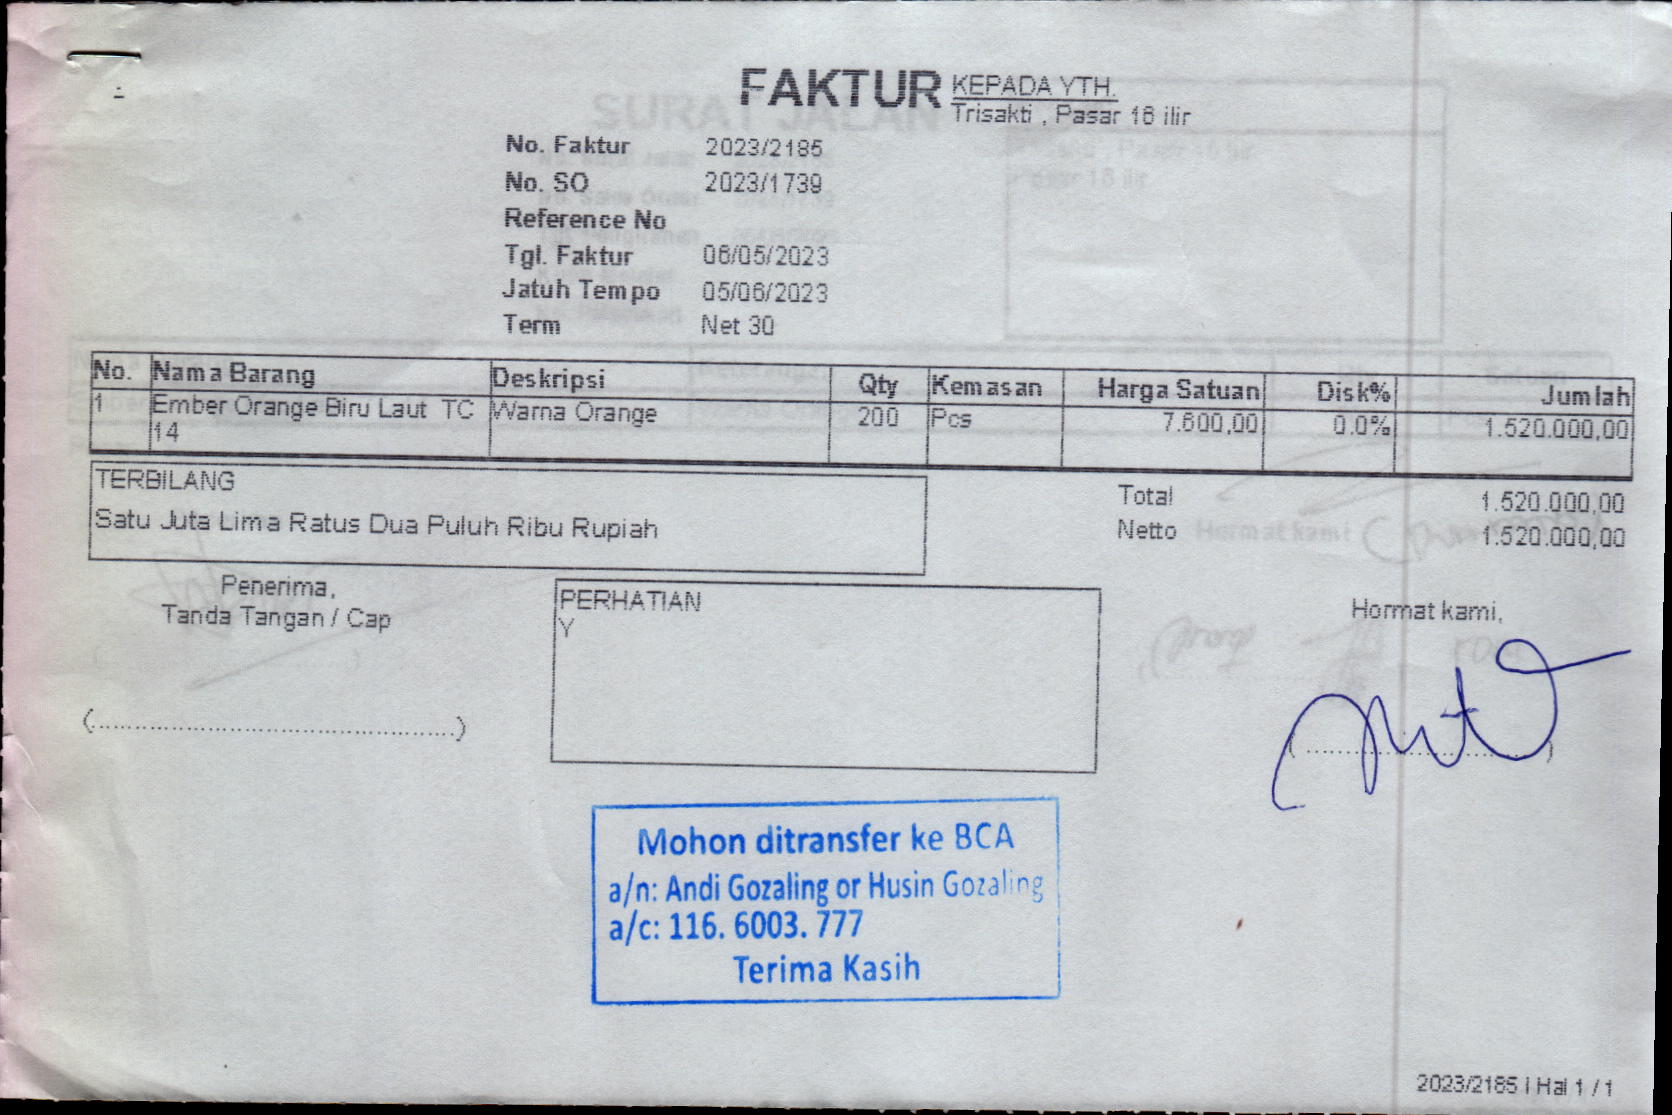 FAKTUR
KEPADA YTH.
Trisakti , Pasar 16 ilir
No. Faktur 2023/2185
No. SO 2023/1739
Reference No
Tgl. Faktur 06/05/2023
Jatuh Tempo 05/06/2023
Term Net 30
No. Nama Barang Deskripsi Qty Kemasan Harga Satuan Disk% Jumlah
1 Ember Orange Biru Laut TC Warna Orange 200 Pcs 7.600,00 0.0% 1.520.000,00
14
TERBILANG
Satu Juta Lima Ratus Dua Puluh Ribu Rupiah
Total 1.520.000,00
Netto 1.520.000,00
Penerima,
Tanda Tangan / Cap
(..............................................)
PERHATIAN
Y
Hormat kami,
(..............................)
Mohon ditransfer ke BCA
a/n: Andi Gozaling or Husin Gozaling
a/c: 116. 6003. 777
Terima Kasih
2023/2185 | Hal 1 / 1